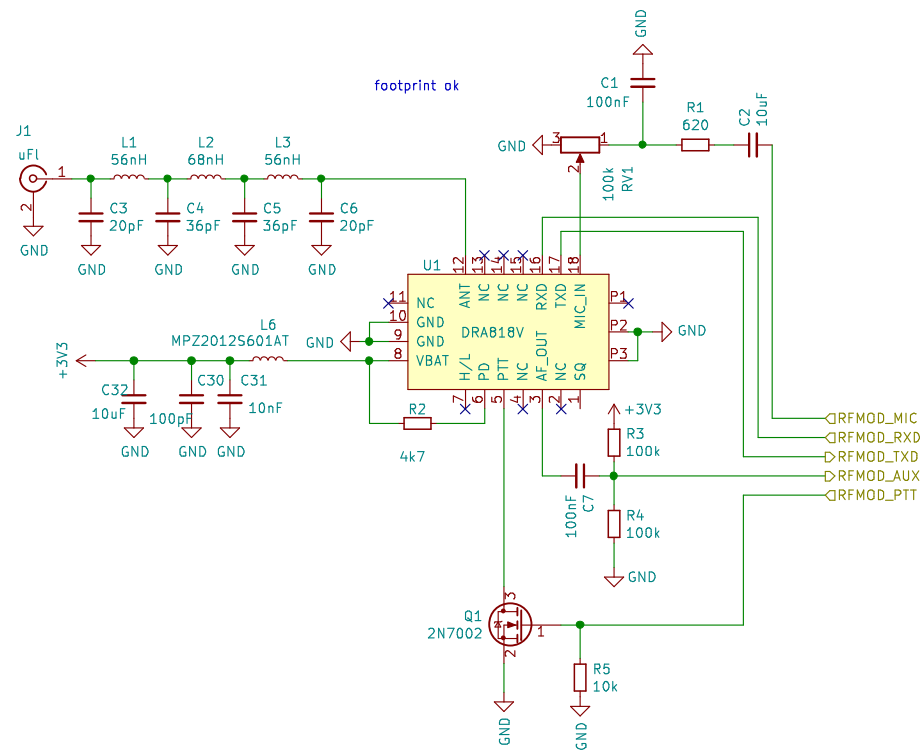 footprint ok
GND
C1
100nF
R1
620
C2
10uF
GND
3
1
2
100k
RV1
J1
uFl
1
2
GND
L1
56nH
L2
68nH
L3
56nH
C3
20pF
C4
36pF
C5
36pF
C6
20pF
GND
GND
GND
GND
U1
12
13
14
15
16
17
18
ANT
NC
NC
NC
RXD
TXD
MIC_IN
11
NC
10
GND
9
GND
8
VBAT
DRA818V
P1
P2
P3
GND
GND
H/L
PD
PTT
NC
AF_OUT
NC
SQ
7
6
5
4
3
2
1
+3V3
L6
MPZ2012S601AT
C32
10uF
C30
100pF
C31
10nF
GND
GND
GND
R2
4k7
+3V3
R3
100k
100nF
C7
R4
100k
GND
RFMOD_MIC
RFMOD_RXD
RFMOD_TXD
RFMOD_AUX
RFMOD_PTT
Q1
2N7002
3
1
2
R5
10k
GND
GND